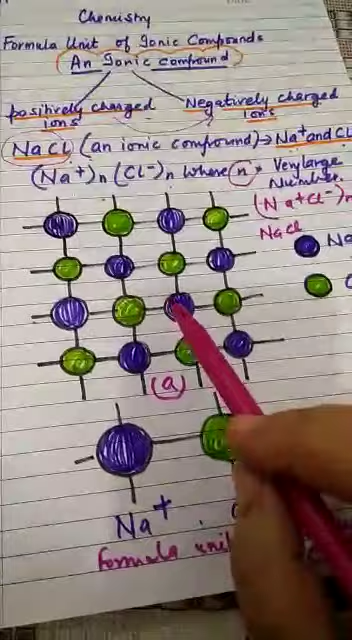 Chemistry
Formula Unit of Ionic Compounds
An Ionic compound
positively charged ions
Negatively charged ions
NaCl (an ionic compound) → Na+ and Cl
(Na+)n (Cl-)n where n = Very large Number.
(Na+Cl-)n
NaCl
Na
(a)
Na+
Formula unit